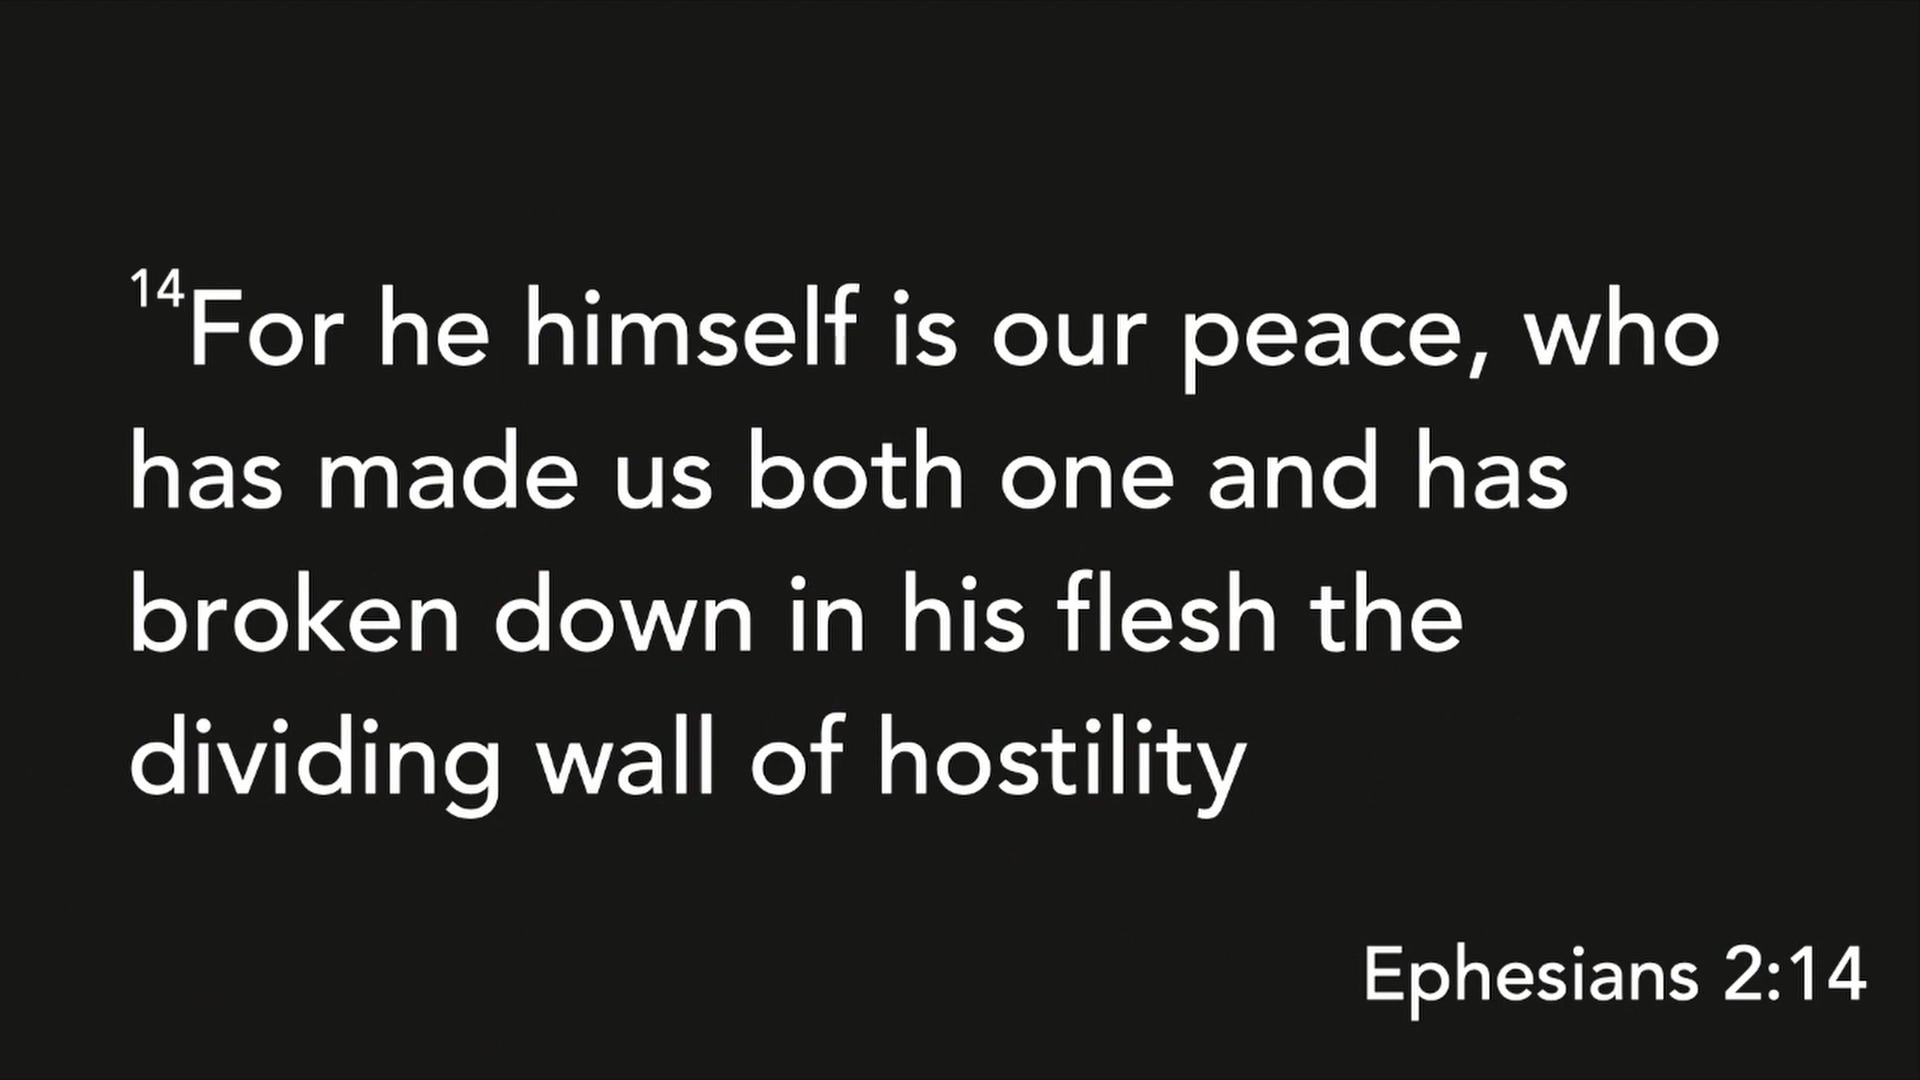 14For he himself is our peace, who
has made us both one and has
broken down in his flesh the
dividing wall of hostility
Ephesians 2:14